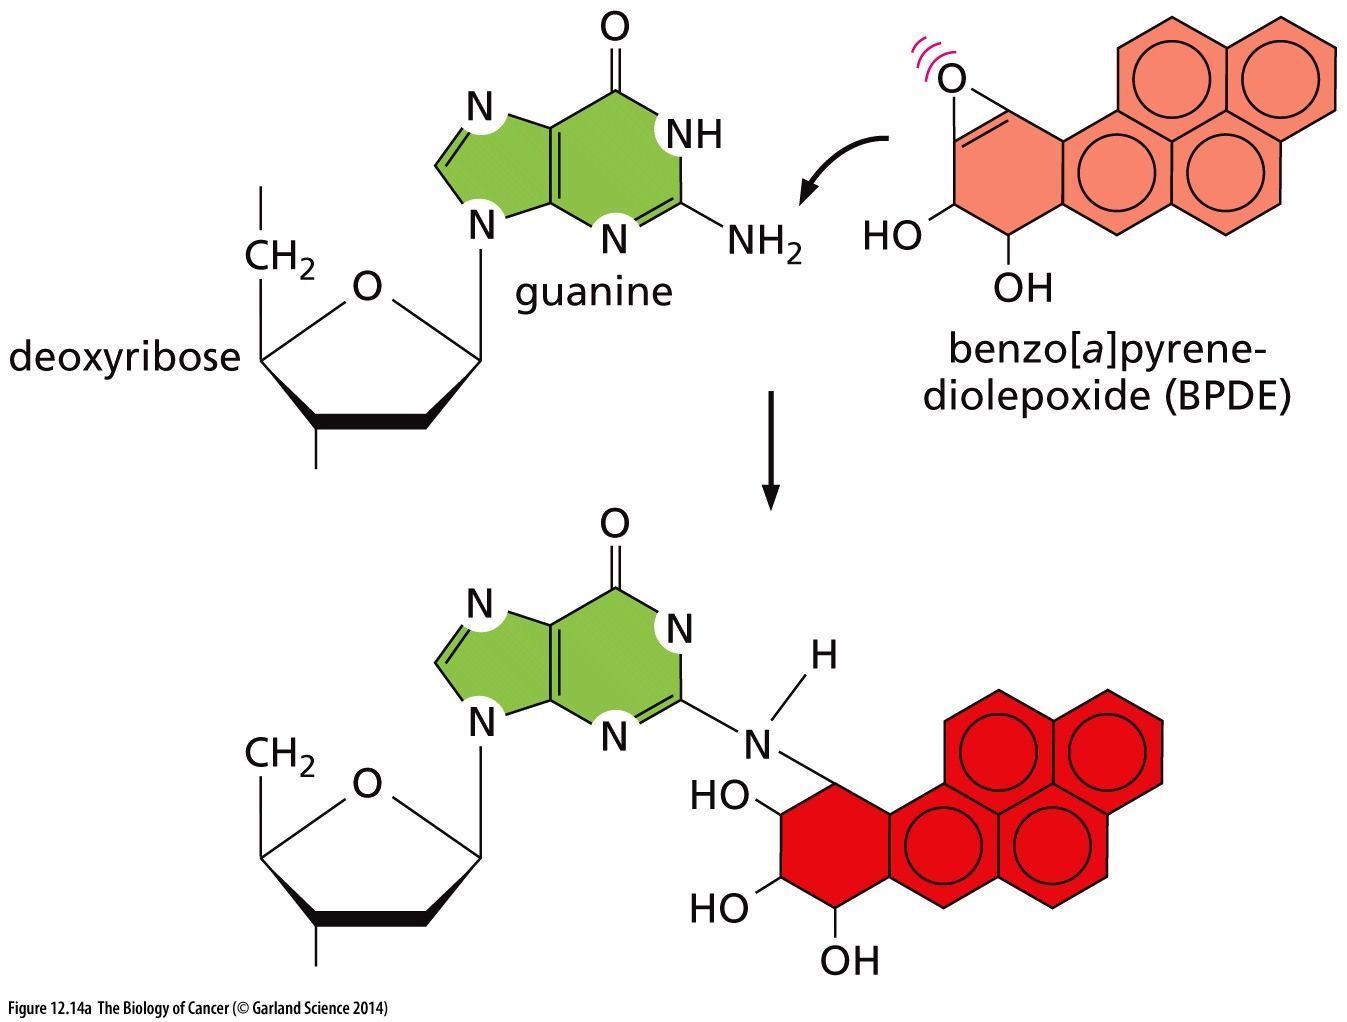 O
N
NH
N
N
NH2
guanine
CH2
O
deoxyribose
O
HO
OH
benzo[a]pyrene-
diolepoxide (BPDE)
O
N
N
H
N
N
N
CH2
O
HO
HO
OH
Figure 12.14a The Biology of Cancer (© Garland Science 2014)